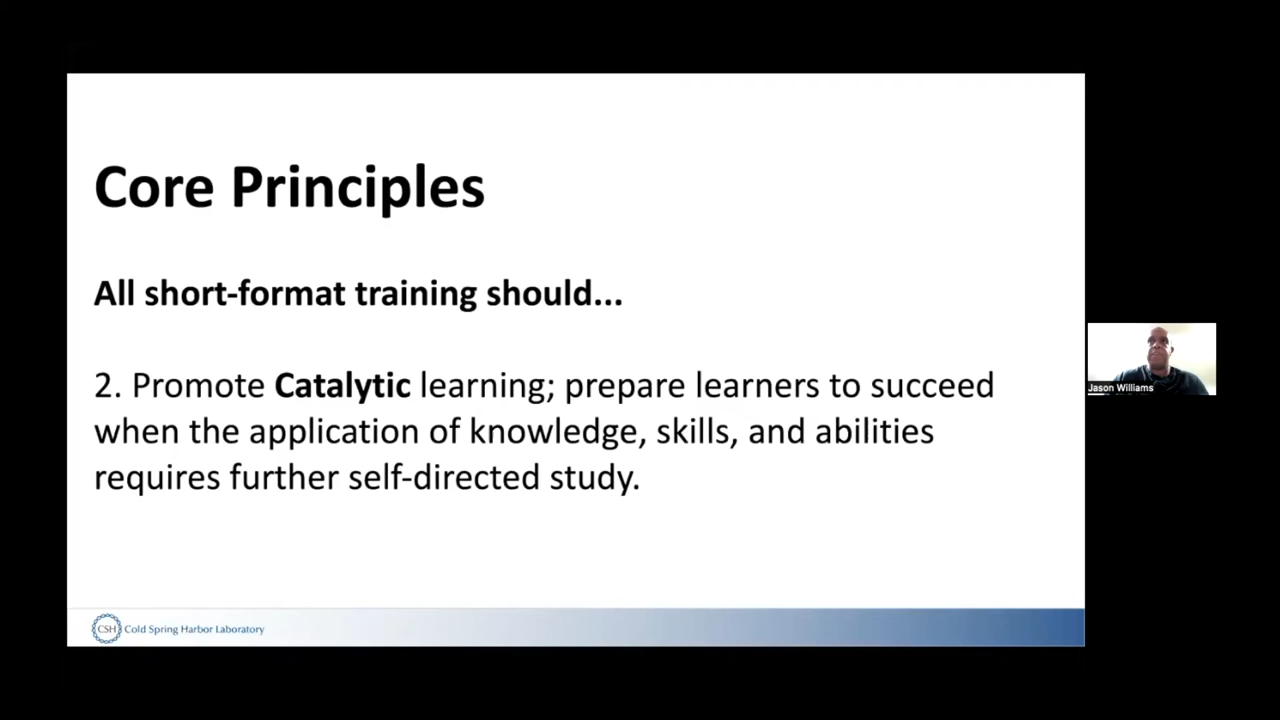 Core Principles
All short-format training should...
2. Promote Catalytic learning; prepare learners to succeed
when the application of knowledge, skills, and abilities
requires further self-directed study.
Jason Williams
CSH Cold Spring Harbor Laboratory